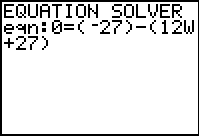 EQUATION SOLVER
eqn:0=(⁻27)-(12W
+27)